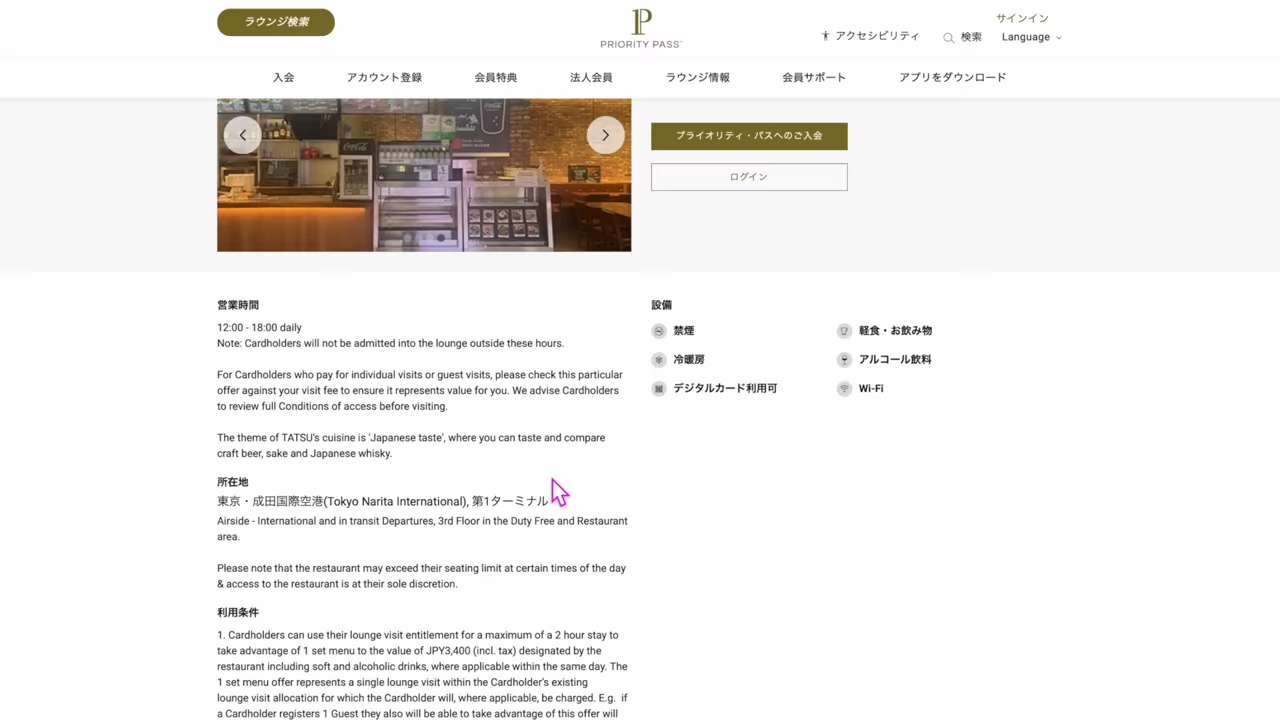 ラウンジ検索
PRIORITY PASS
サインイン
アクセシビリティ
検索
Language
入会
アカウント登録
会員特典
法人会員
ラウンジ情報
会員サポート
アプリをダウンロード
Coca-Cola
プライオリティ・パスへのご入会
ログイン
営業時間
12:00 - 18:00 daily
Note: Cardholders will not be admitted into the lounge outside these hours.
For Cardholders who pay for individual visits or guest visits, please check this particular
offer against your visit fee to ensure it represents value for you. We advise Cardholders
to review full Conditions of access before visiting.
The theme of TATSU's cuisine is 'Japanese taste', where you can taste and compare
craft beer, sake and Japanese whisky.
所在地
東京・成田国際空港(Tokyo Narita International), 第1ターミナル
Airside - International and in transit Departures, 3rd Floor in the Duty Free and Restaurant
area.
Please note that the restaurant may exceed their seating limit at certain times of the day
& access to the restaurant is at their sole discretion.
利用条件
1. Cardholders can use their lounge visit entitlement for a maximum of a 2 hour stay to
take advantage of 1 set menu to the value of JPY3,400 (incl. tax) designated by the
restaurant including soft and alcoholic drinks, where applicable within the same day. The
1 set menu offer represents a single lounge visit within the Cardholder's existing
lounge visit allocation for which the Cardholder will, where applicable, be charged. E.g. if
a Cardholder registers 1 Guest they also will be able to take advantage of this offer will
設備
禁煙
軽食・お飲み物
冷暖房
アルコール飲料
デジタルカード利用可
Wi-Fi